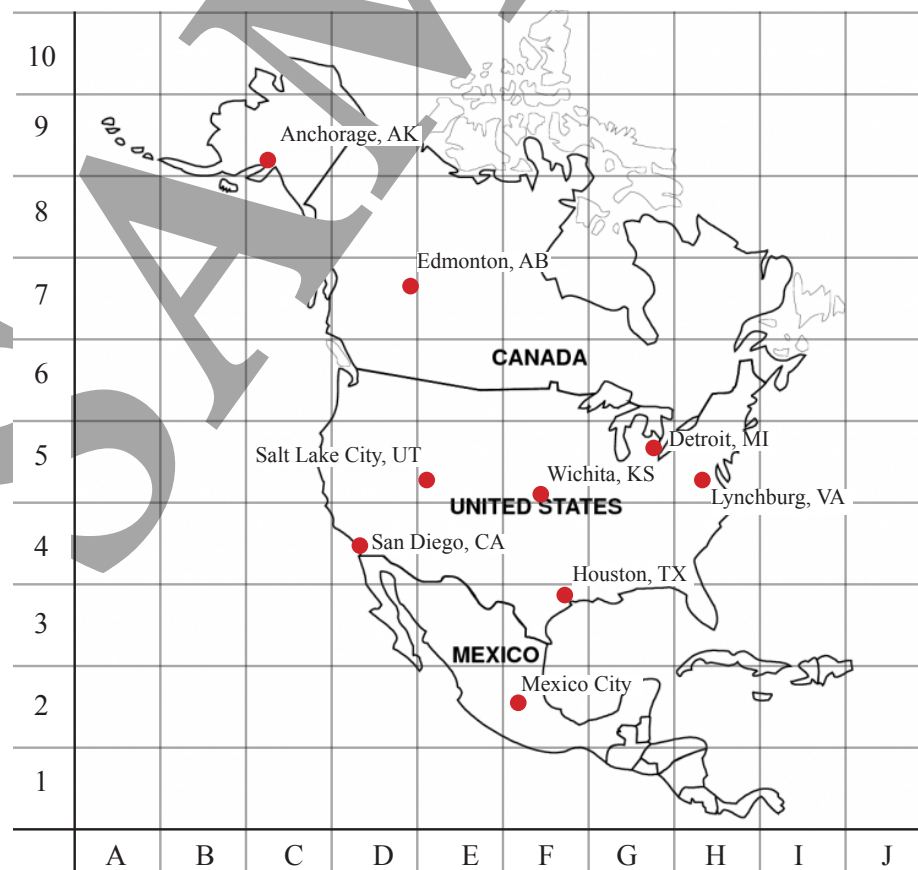 10
9
Anchorage, AK
8
Edmonton, AB
7
CANADA
6
Detroit, MI
5
Salt Lake City, UT
Wichita, KS
Lynchburg, VA
UNITED STATES
4
San Diego, CA
Houston, TX
3
MEXICO
Mexico City
2
1
A B C D E F G H I J